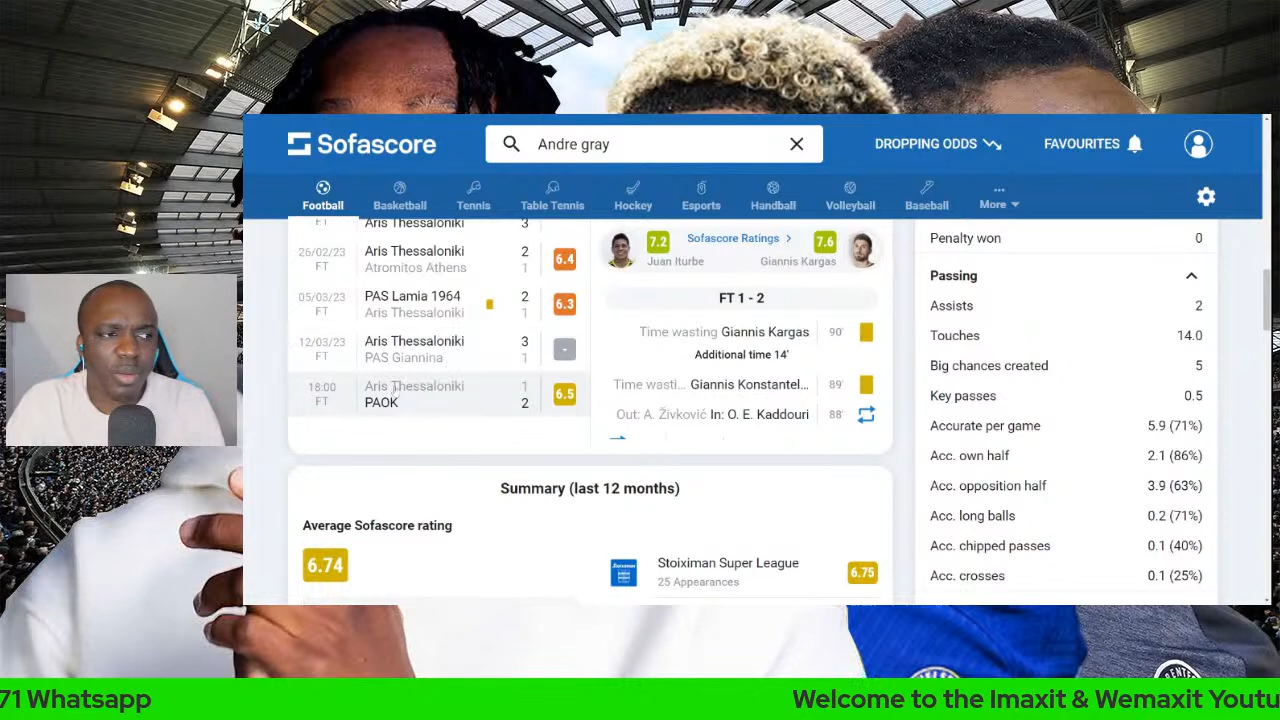 Sofascore
Andre gray
DROPPING ODDS
FAVOURITES
Football
Basketball
Tennis
Table Tennis
Hockey
Esports
Handball
Volleyball
Baseball
More
FT Aris Thessaloniki 3
26/02/23 Aris Thessaloniki 2
FT Atromitos Athens 1
6.4
05/03/23 PAS Lamia 1964 2
FT Aris Thessaloniki 1
6.3
12/03/23 Aris Thessaloniki 3
FT PAS Giannina 1
-
18:00 Aris Thessaloniki 1
FT PAOK 2
6.5
7.2 Sofascore Ratings > 7.6
Juan Iturbe Giannis Kargas
FT 1 - 2
Time wasting Giannis Kargas 90'
Additional time 14'
Time wasti... Giannis Konstantel... 89'
Out: A. Živković In: O. E. Kaddouri 88'
Summary (last 12 months)
Average Sofascore rating
6.74
Stoiximan Super League
25 Appearances
6.75
Penalty won 0
Passing
Assists 2
Touches 14.0
Big chances created 5
Key passes 0.5
Accurate per game 5.9 (71%)
Acc. own half 2.1 (86%)
Acc. opposition half 3.9 (63%)
Acc. long balls 0.2 (71%)
Acc. chipped passes 0.1 (40%)
Acc. crosses 0.1 (25%)
71 Whatsapp
Welcome to the Imaxit & Wemaxit Youtu